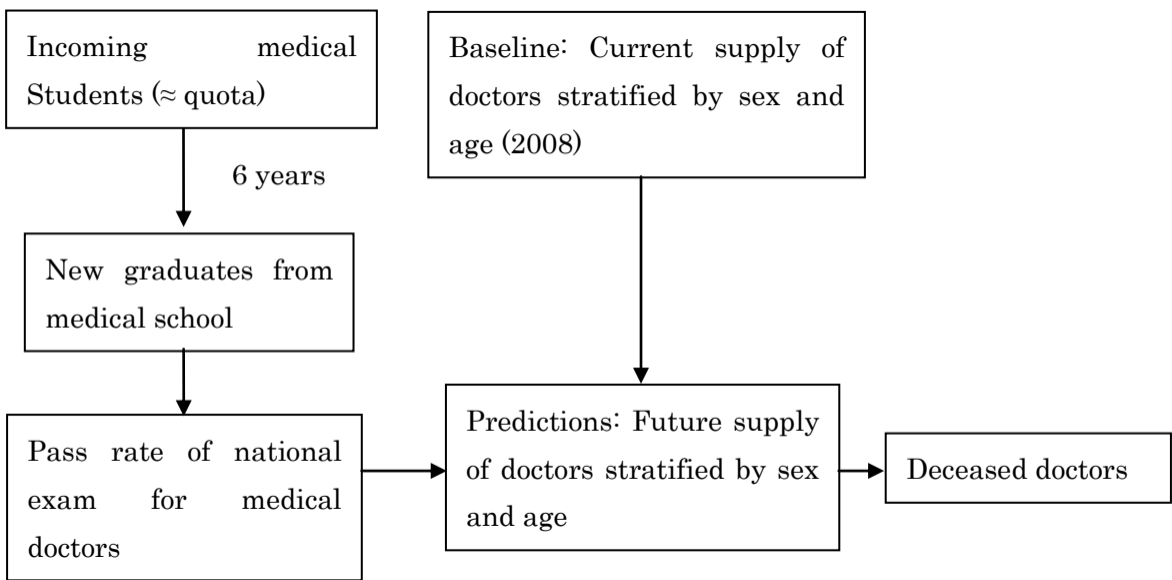 Incoming medical
Students (≈ quota)
6 years
New graduates from
medical school
Pass rate of national
exam for medical
doctors
Baseline: Current supply of
doctors stratified by sex and
age (2008)
Predictions: Future supply
of doctors stratified by sex
and age
Deceased doctors